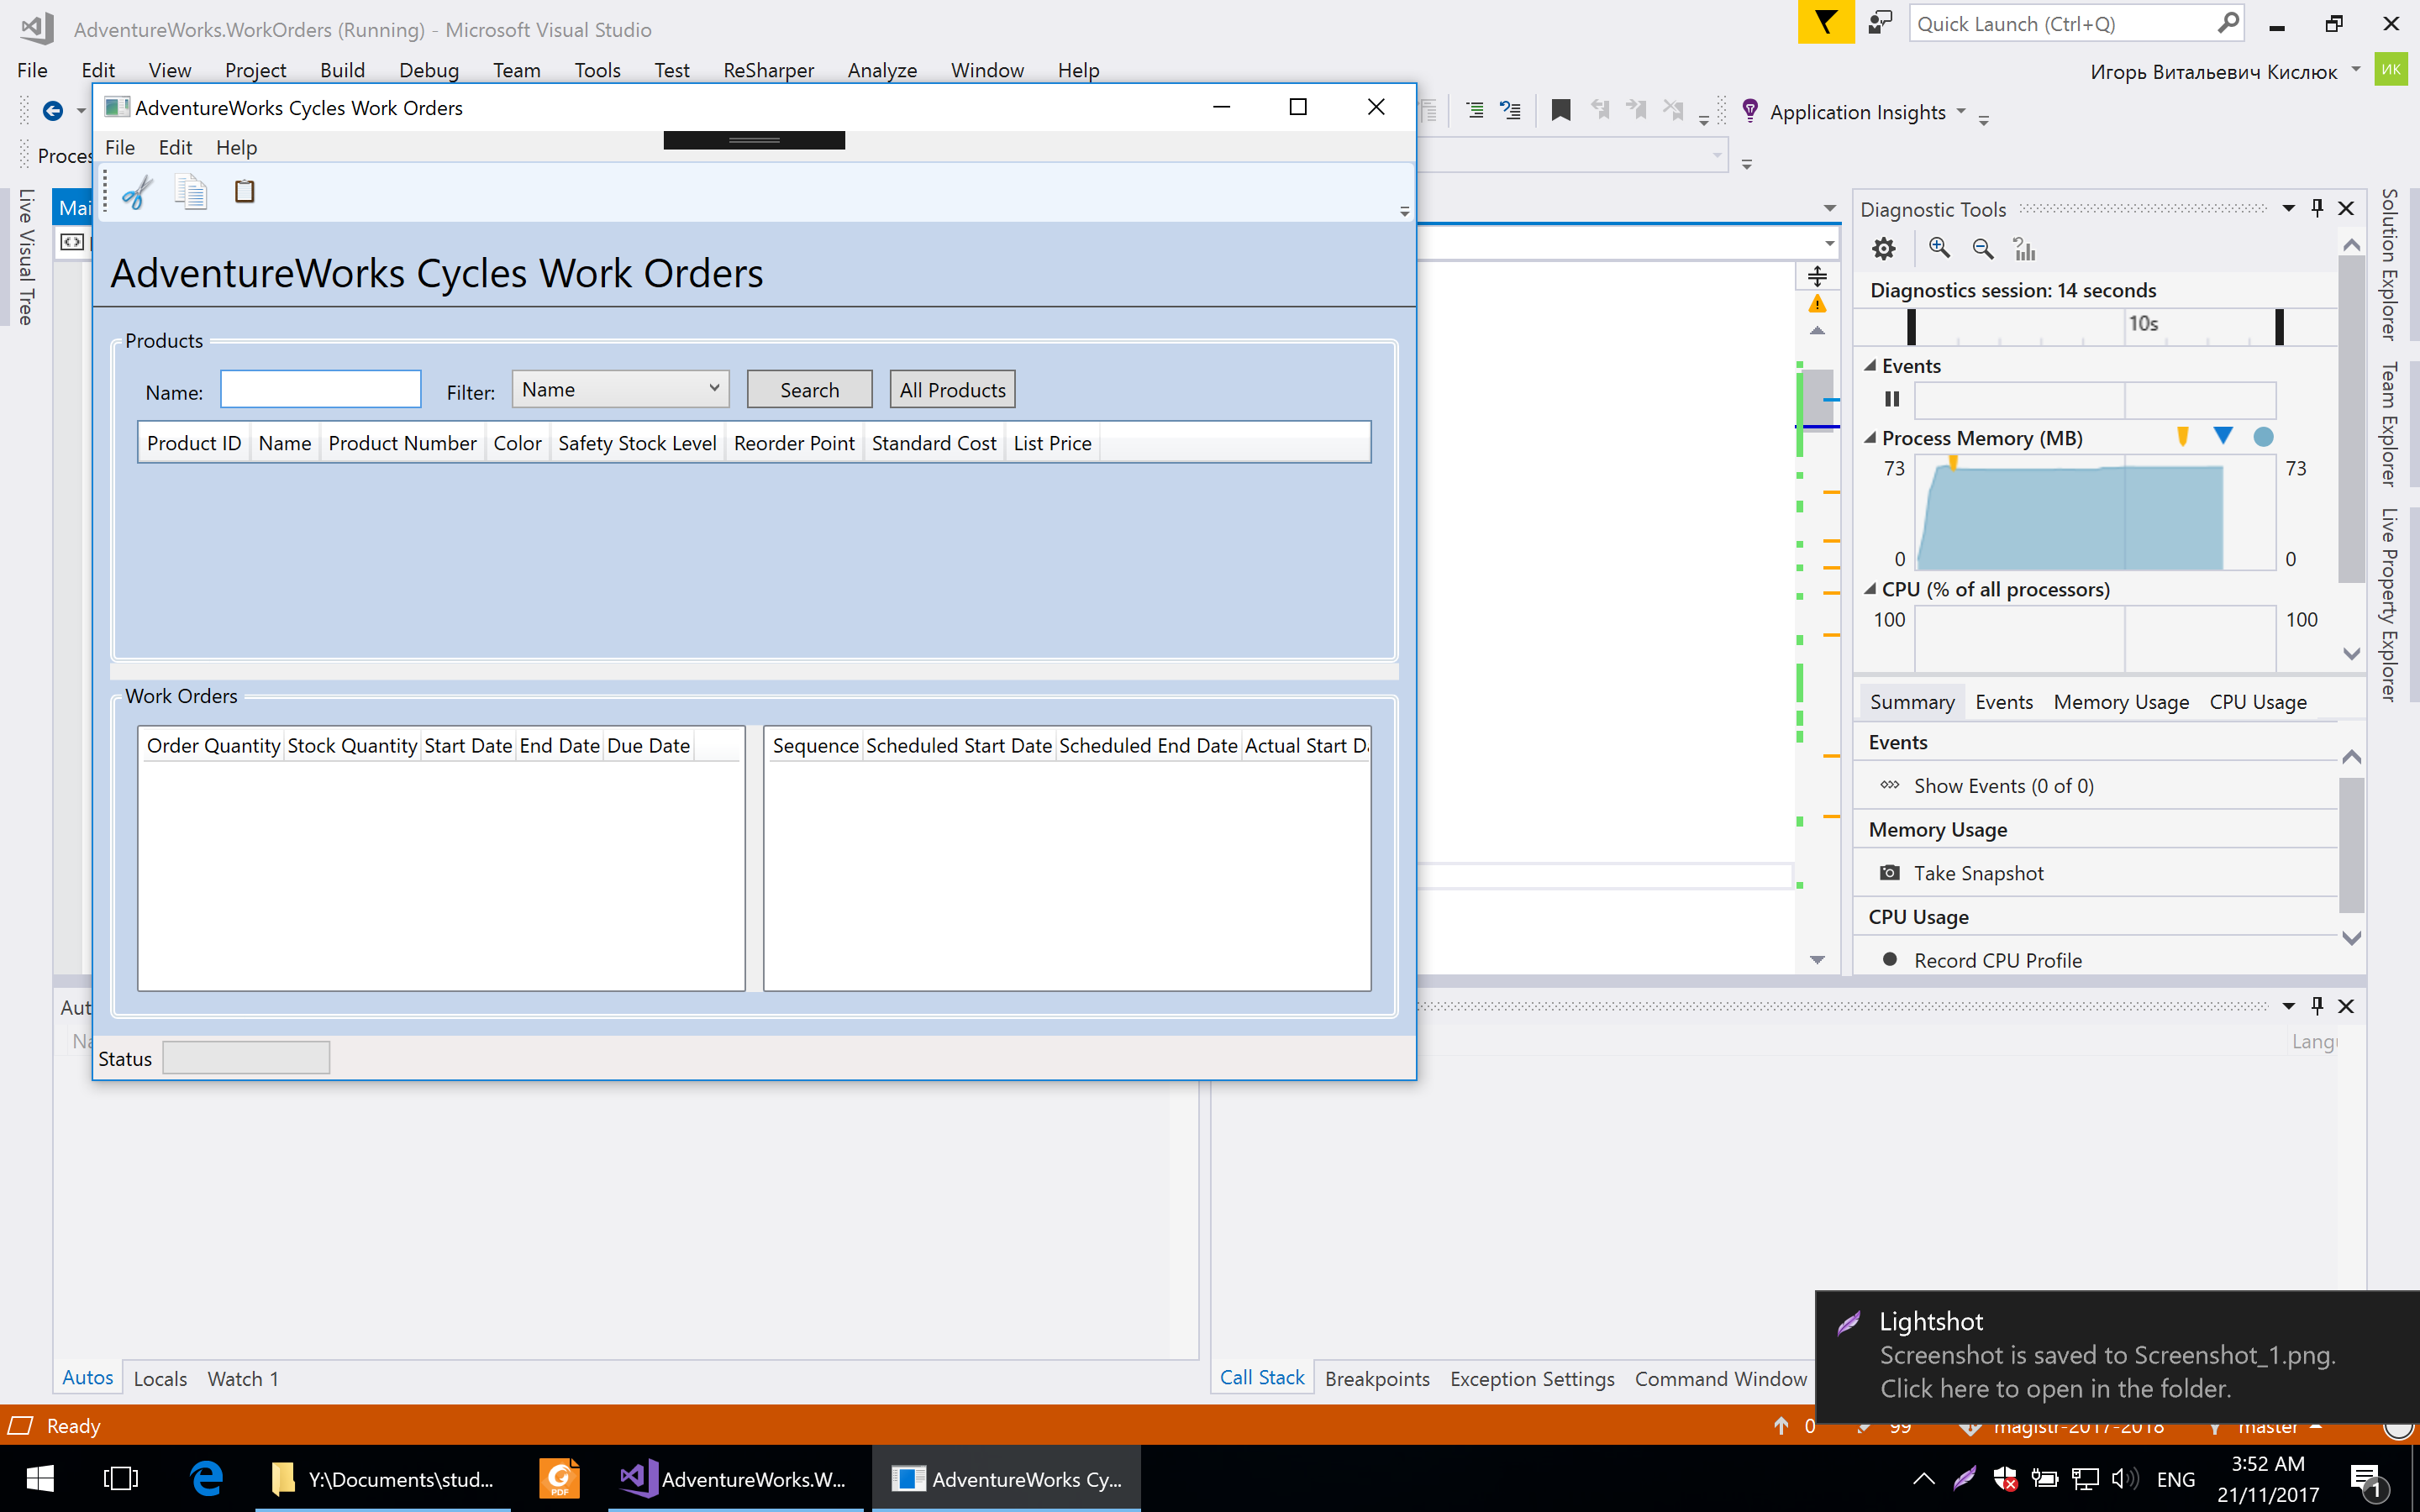 AdventureWorks.WorkOrders (Running) - Microsoft Visual Studio
Quick Launch (Ctrl+Q)
File Edit View Project Build Debug Team Tools Test ReSharper Analyze Window Help
Игорь Витальевич Кислюк
ИК
Application Insights
Live Visual Tree
AdventureWorks Cycles Work Orders
File Edit Help
AdventureWorks Cycles Work Orders
Products
Name: Filter: Name Search All Products
Product ID Name Product Number Color Safety Stock Level Reorder Point Standard Cost List Price
Work Orders
Order Quantity Stock Quantity Start Date End Date Due Date
Sequence Scheduled Start Date Scheduled End Date Actual Start Da
Status
Diagnostic Tools
Diagnostics session: 14 seconds
10s
Events
Process Memory (MB)
73 73
0 0
CPU (% of all processors)
100 100
Summary Events Memory Usage CPU Usage
Events
Show Events (0 of 0)
Memory Usage
Take Snapshot
CPU Usage
Record CPU Profile
Solution Explorer
Team Explorer
Live Property Explorer
Autos Locals Watch 1
Call Stack Breakpoints Exception Settings Command Window
Lightshot
Screenshot is saved to Screenshot_1.png.
Click here to open in the folder.
Ready
0 99 magistr-2017-2018 master
PDF
Y:\Documents\stud...
AdventureWorks.W...
AdventureWorks Cy...
ENG
3:52 AM
21/11/2017
1